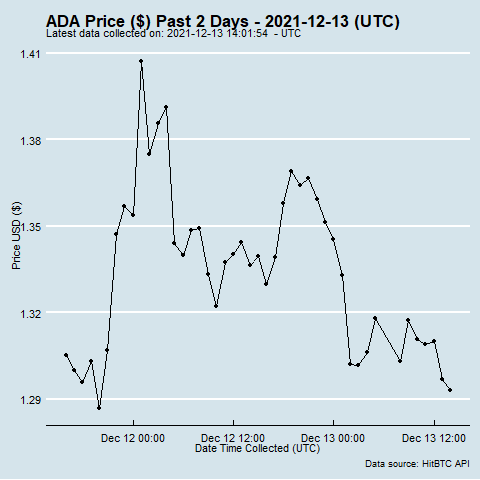 ADA Price ($) Past 2 Days - 2021-12-13 (UTC)
Latest data collected on: 2021-12-13 14:01:54 - UTC
1.41
1.38
1.35
1.32
1.29
Price USD ($)
Dec 12 00:00 Dec 12 12:00 Dec 13 00:00 Dec 13 12:00
Date Time Collected (UTC)
Data source: HitBTC API